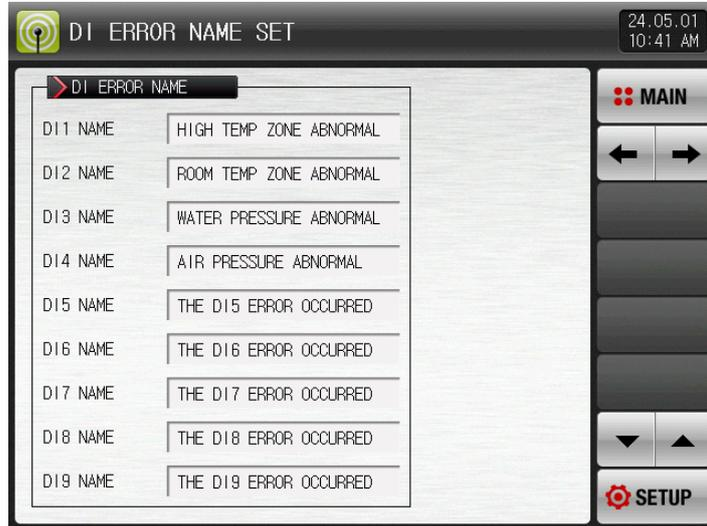 DI ERROR NAME SET
24.05.01
10:41 AM
DI ERROR NAME
DI1 NAME HIGH TEMP ZONE ABNORMAL
DI2 NAME ROOM TEMP ZONE ABNORMAL
DI3 NAME WATER PRESSURE ABNORMAL
DI4 NAME AIR PRESSURE ABNORMAL
DI5 NAME THE DI5 ERROR OCCURRED
DI6 NAME THE DI6 ERROR OCCURRED
DI7 NAME THE DI7 ERROR OCCURRED
DI8 NAME THE DI8 ERROR OCCURRED
DI9 NAME THE DI9 ERROR OCCURRED
MAIN
SETUP